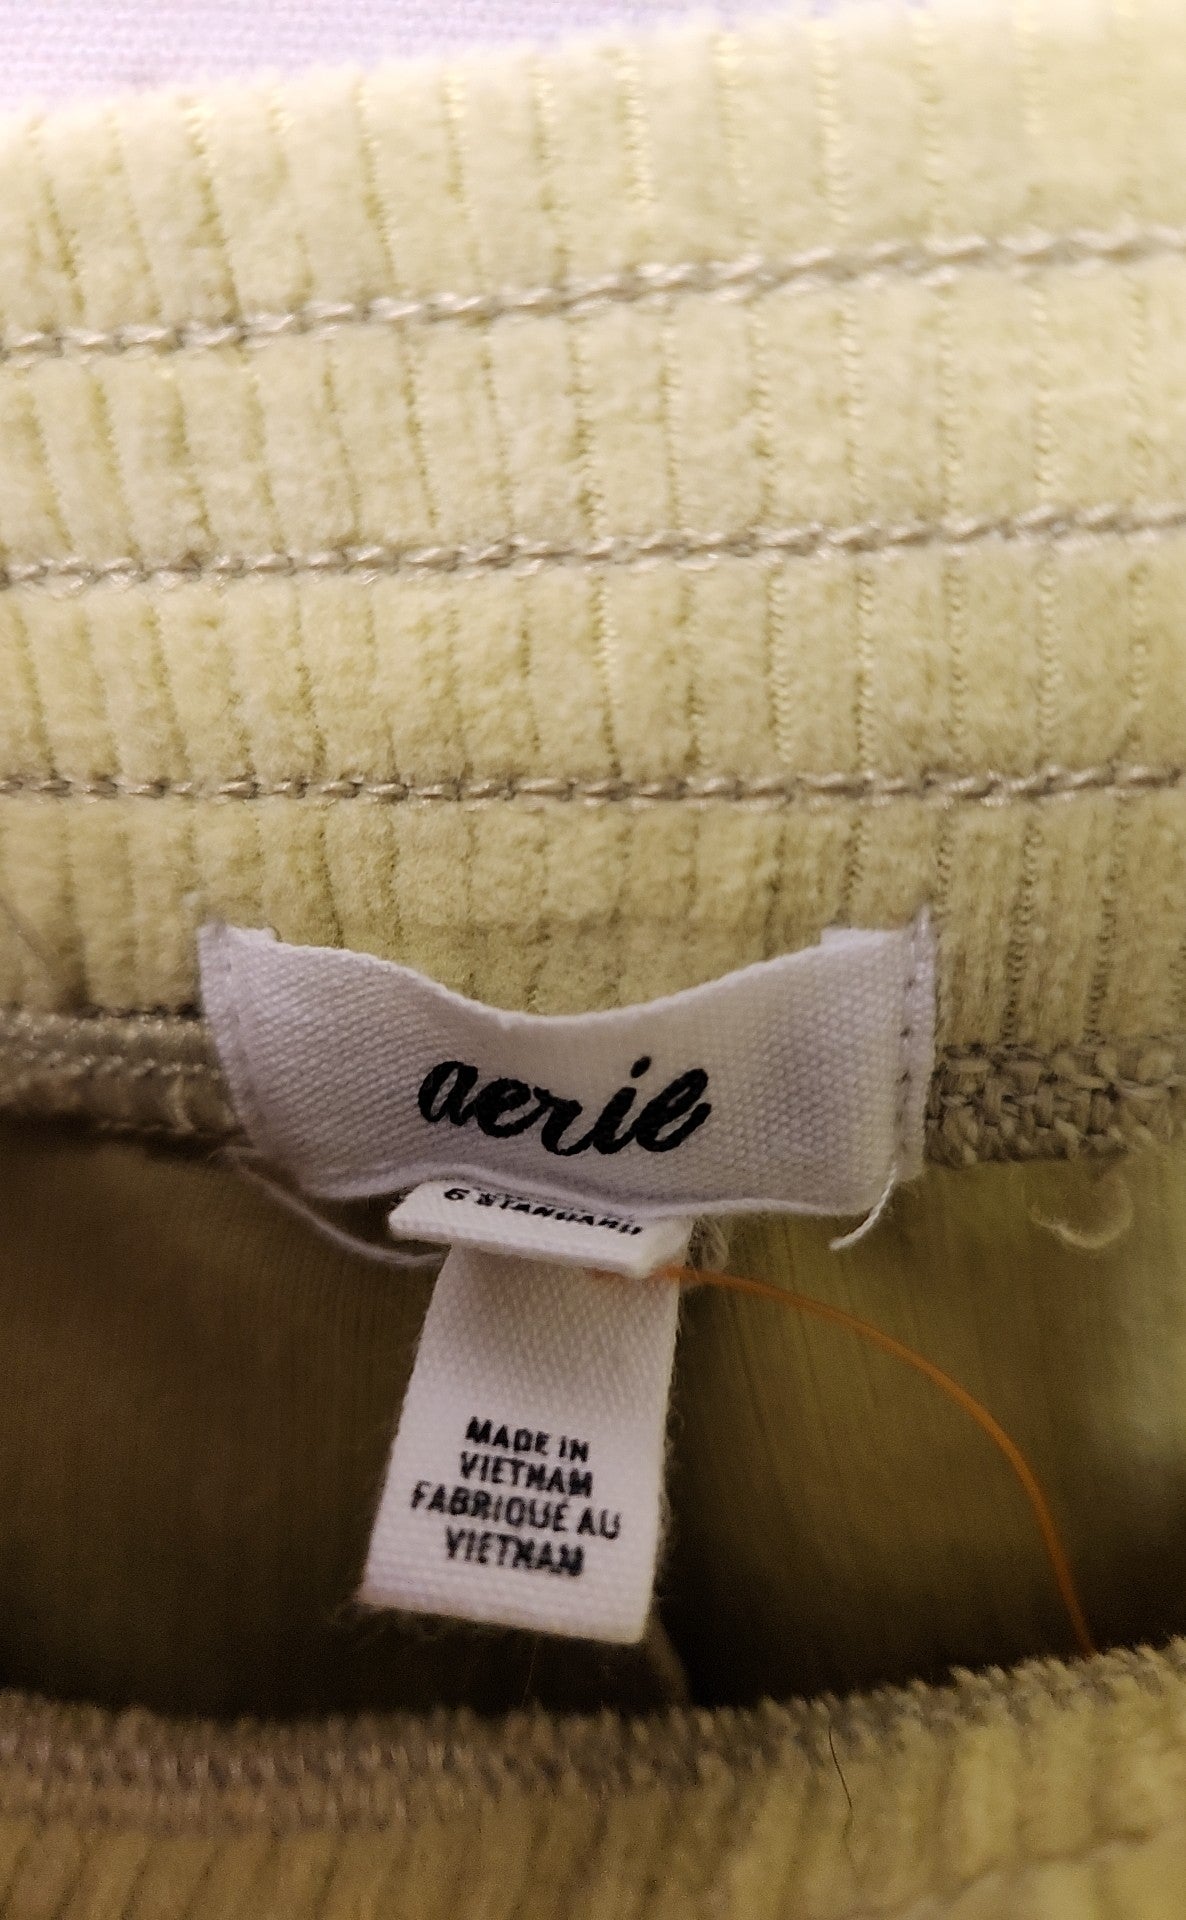 aerie
6 STANDARD
MADE IN
VIETNAM
FABRIQUÉ AU
VIETNAM